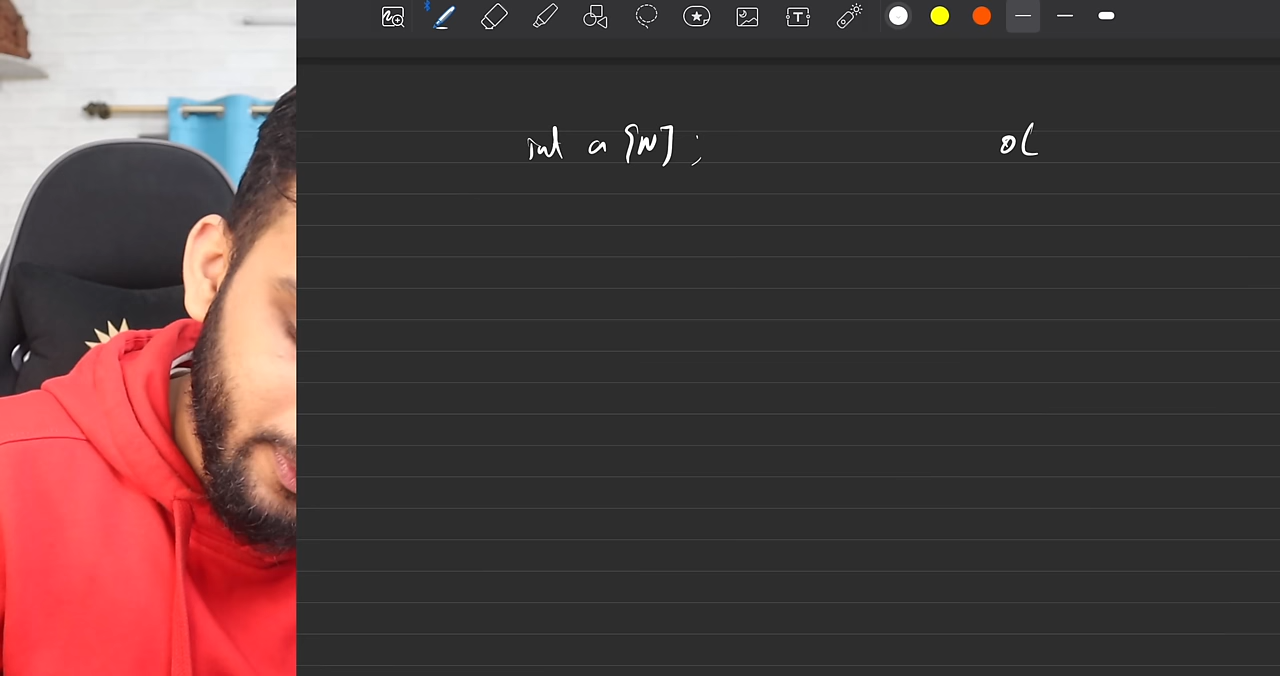 int a [N] ; O(